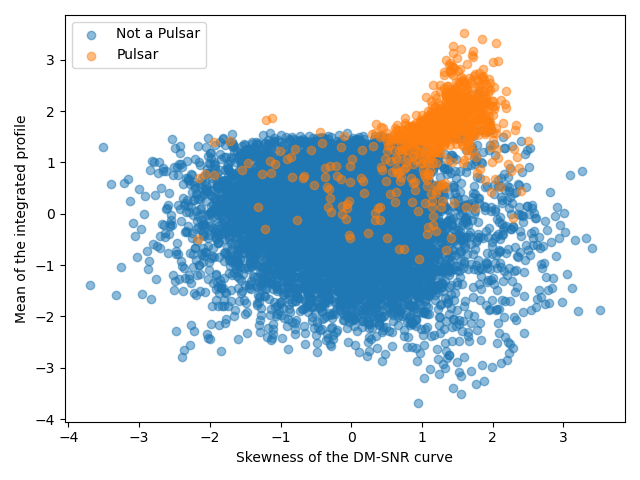 Not a Pulsar
Pulsar
3
2
1
0
−1
−2
−3
−4
Mean of the integrated profile
−4 −3 −2 −1 0 1 2 3
Skewness of the DM-SNR curve